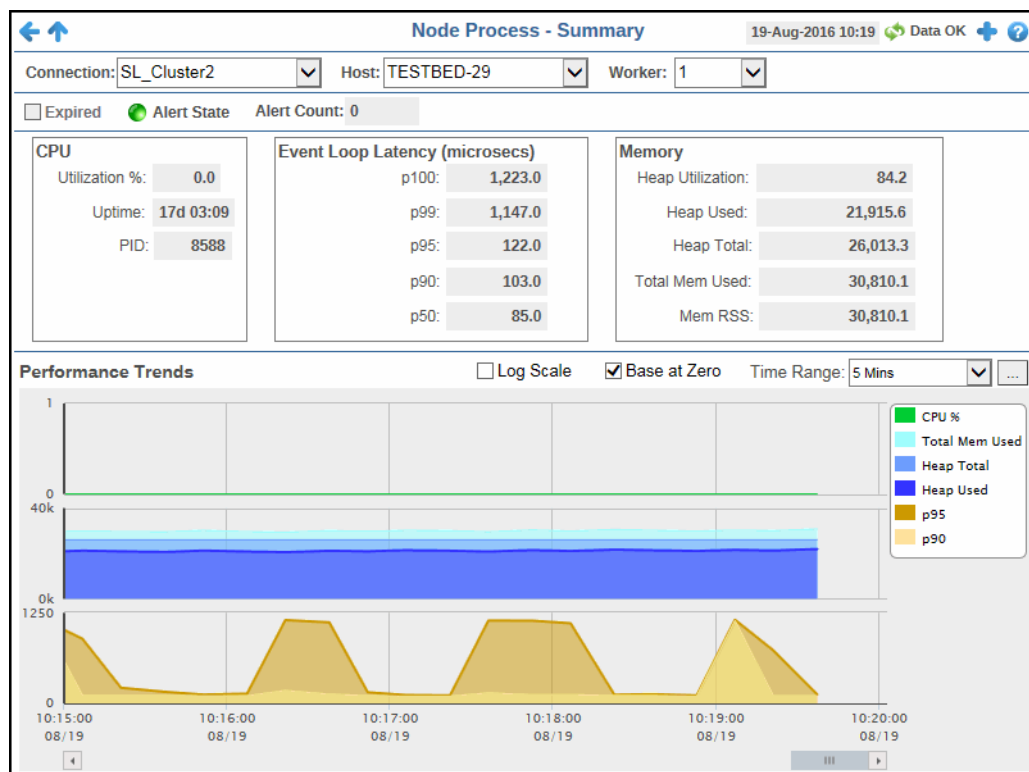 Node Process - Summary 19-Aug-2016 10:19 Data OK
Connection: SL_Cluster2 Host: TESTBED-29 Worker: 1
Expired Alert State Alert Count: 0
CPU Event Loop Latency (microsecs) Memory
Utilization %: 0.0 p100: 1,223.0 Heap Utilization: 84.2
Uptime: 17d 03:09 p99: 1,147.0 Heap Used: 21,915.6
PID: 8588 p95: 122.0 Heap Total: 26,013.3
p90: 103.0 Total Mem Used: 30,810.1
p50: 85.0 Mem RSS: 30,810.1
Performance Trends Log Scale Base at Zero Time Range: 5 Mins ...
1
0
40k
0k
1250
0
CPU %
Total Mem Used
Heap Total
Heap Used
p95
p90
10:15:00 10:16:00 10:17:00 10:18:00 10:19:00 10:20:00
08/19 08/19 08/19 08/19 08/19 08/19